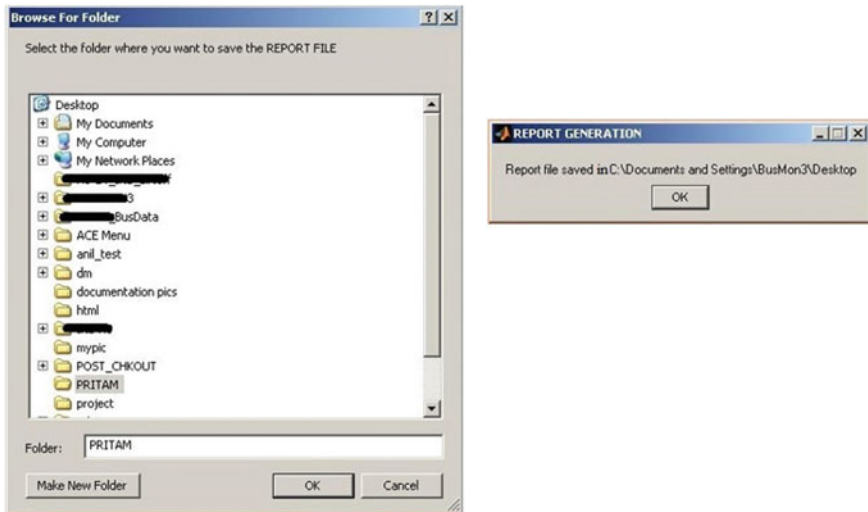 Browse For Folder
Select the folder where you want to save the REPORT FILE
Desktop
My Documents
My Computer
My Network Places
3
_BusData
ACE Menu
anil_test
dm
documentation pics
html
mypic
POST_CHKOUT
PRITAM
project
Folder: PRITAM
Make New Folder OK Cancel
REPORT GENERATION
Report file saved in C:\Documents and Settings\BusMon3\Desktop
OK